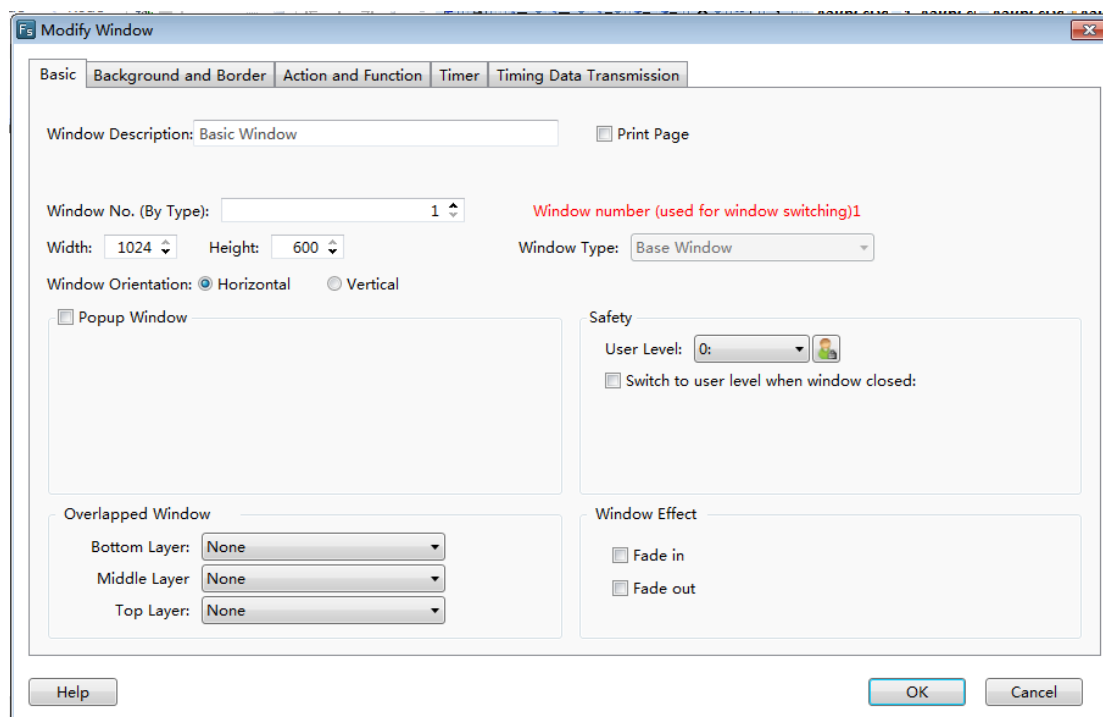 Fs Modify Window
Basic Background and Border Action and Function Timer Timing Data Transmission
Window Description: Basic Window Print Page
Window No. (By Type): 1 Window number (used for window switching)1
Width: 1024 Height: 600 Window Type: Base Window
Window Orientation: Horizontal Vertical
Popup Window Safety
User Level: 0:
Switch to user level when window closed:
Overlapped Window Window Effect
Bottom Layer: None Fade in
Middle Layer None Fade out
Top Layer: None
Help OK Cancel